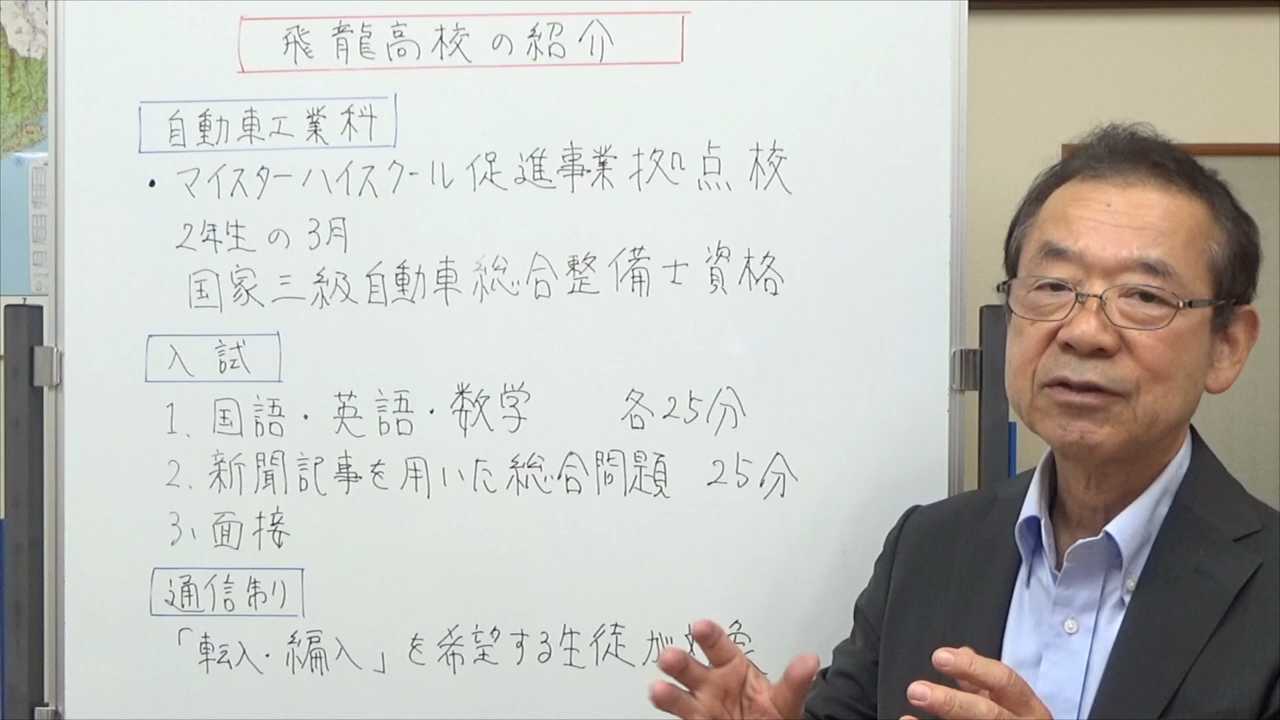 飛龍高校の紹介
自動車工業科
・マイスターハイスクール促進事業拠点校
2年生の3月
国家三級自動車総合整備士資格
入試
1. 国語・英語・数学 各25分
2. 新聞記事を用いた総合問題 25分
3. 面接
通信制
「転入・編入」を希望する生徒が対象